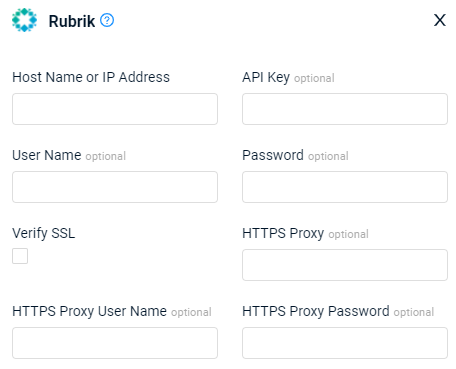 Rubrik ?
X
Host Name or IP Address
API Key optional
User Name optional
Password optional
Verify SSL
HTTPS Proxy optional
HTTPS Proxy User Name optional
HTTPS Proxy Password optional